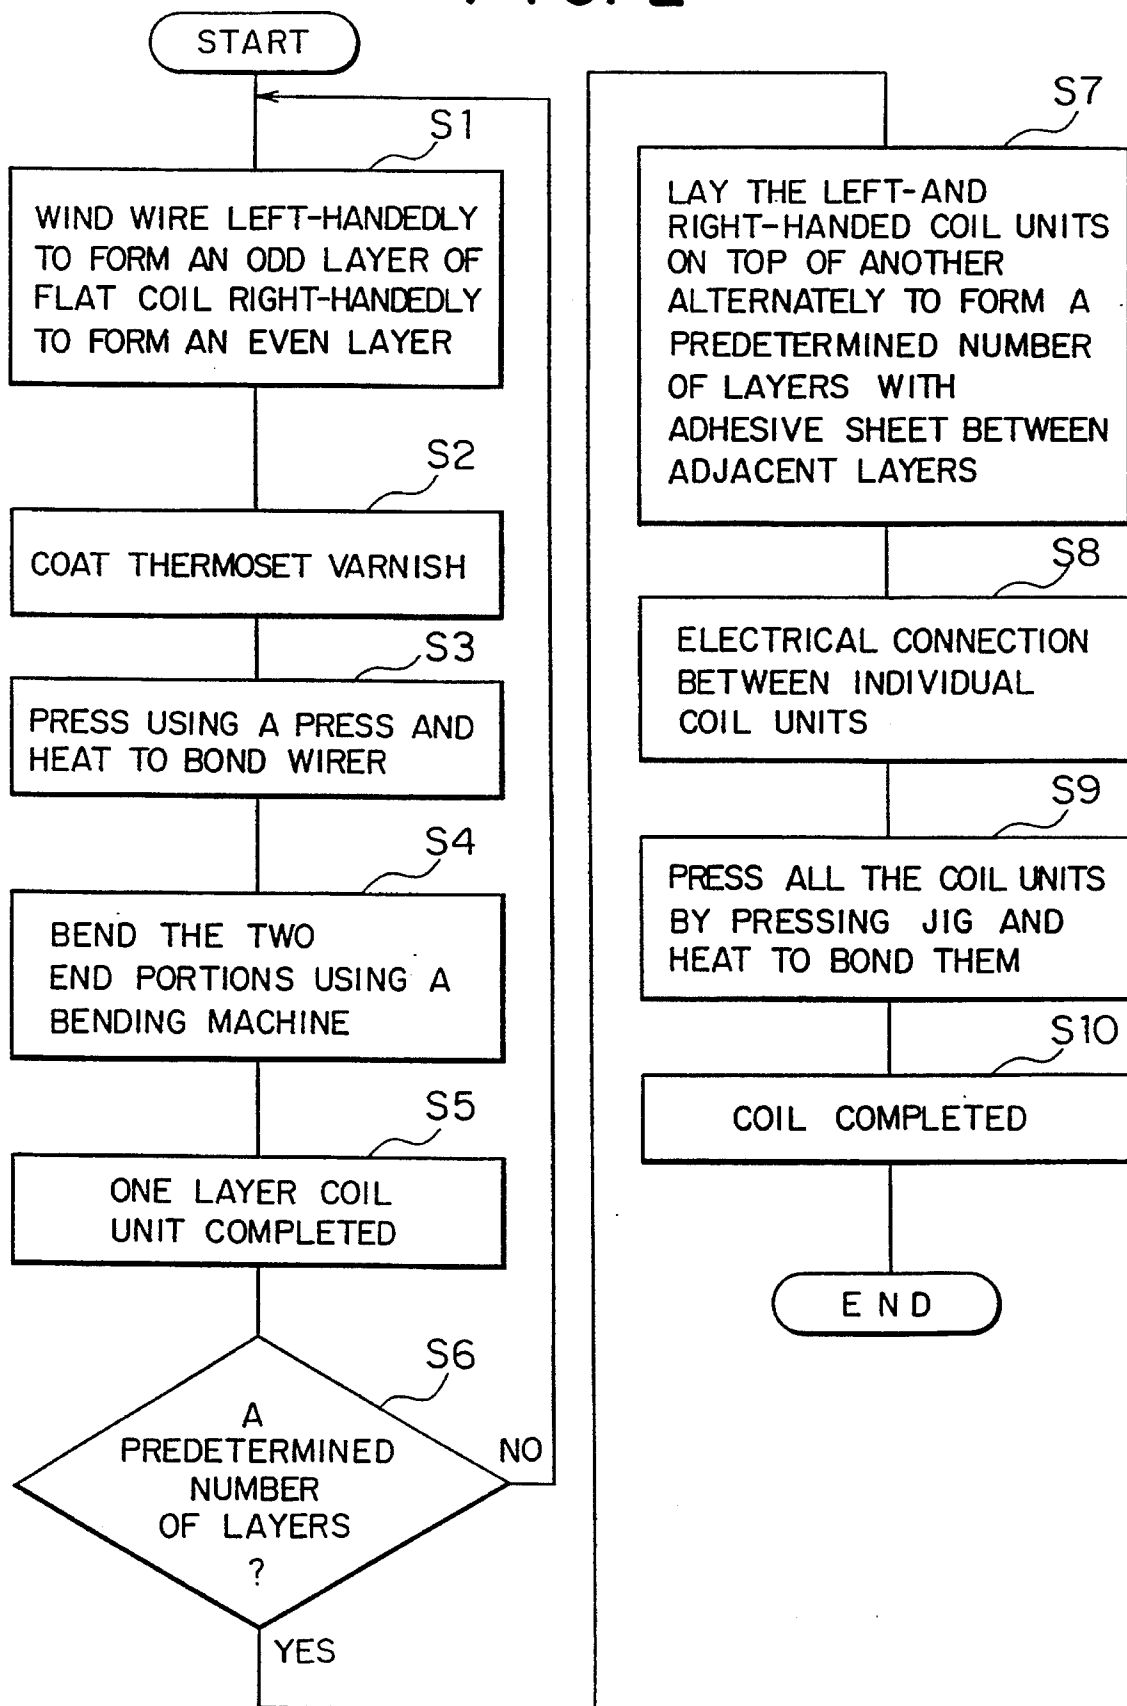 START
S1
WIND WIRE LEFT-HANDEDLY
TO FORM AN ODD LAYER OF
FLAT COIL RIGHT-HANDEDLY
TO FORM AN EVEN LAYER
S2
COAT THERMOSET VARNISH
S3
PRESS USING A PRESS AND
HEAT TO BOND WIRER
S4
BEND THE TWO
END PORTIONS USING A
BENDING MACHINE
S5
ONE LAYER COIL
UNIT COMPLETED
S6
A
PREDETERMINED
NUMBER
OF LAYERS
?
NO
YES
S7
LAY THE LEFT-AND
RIGHT-HANDED COIL UNITS
ON TOP OF ANOTHER
ALTERNATELY TO FORM A
PREDETERMINED NUMBER
OF LAYERS WITH
ADHESIVE SHEET BETWEEN
ADJACENT LAYERS
S8
ELECTRICAL CONNECTION
BETWEEN INDIVIDUAL
COIL UNITS
S9
PRESS ALL THE COIL UNITS
BY PRESSING JIG AND
HEAT TO BOND THEM
S10
COIL COMPLETED
END